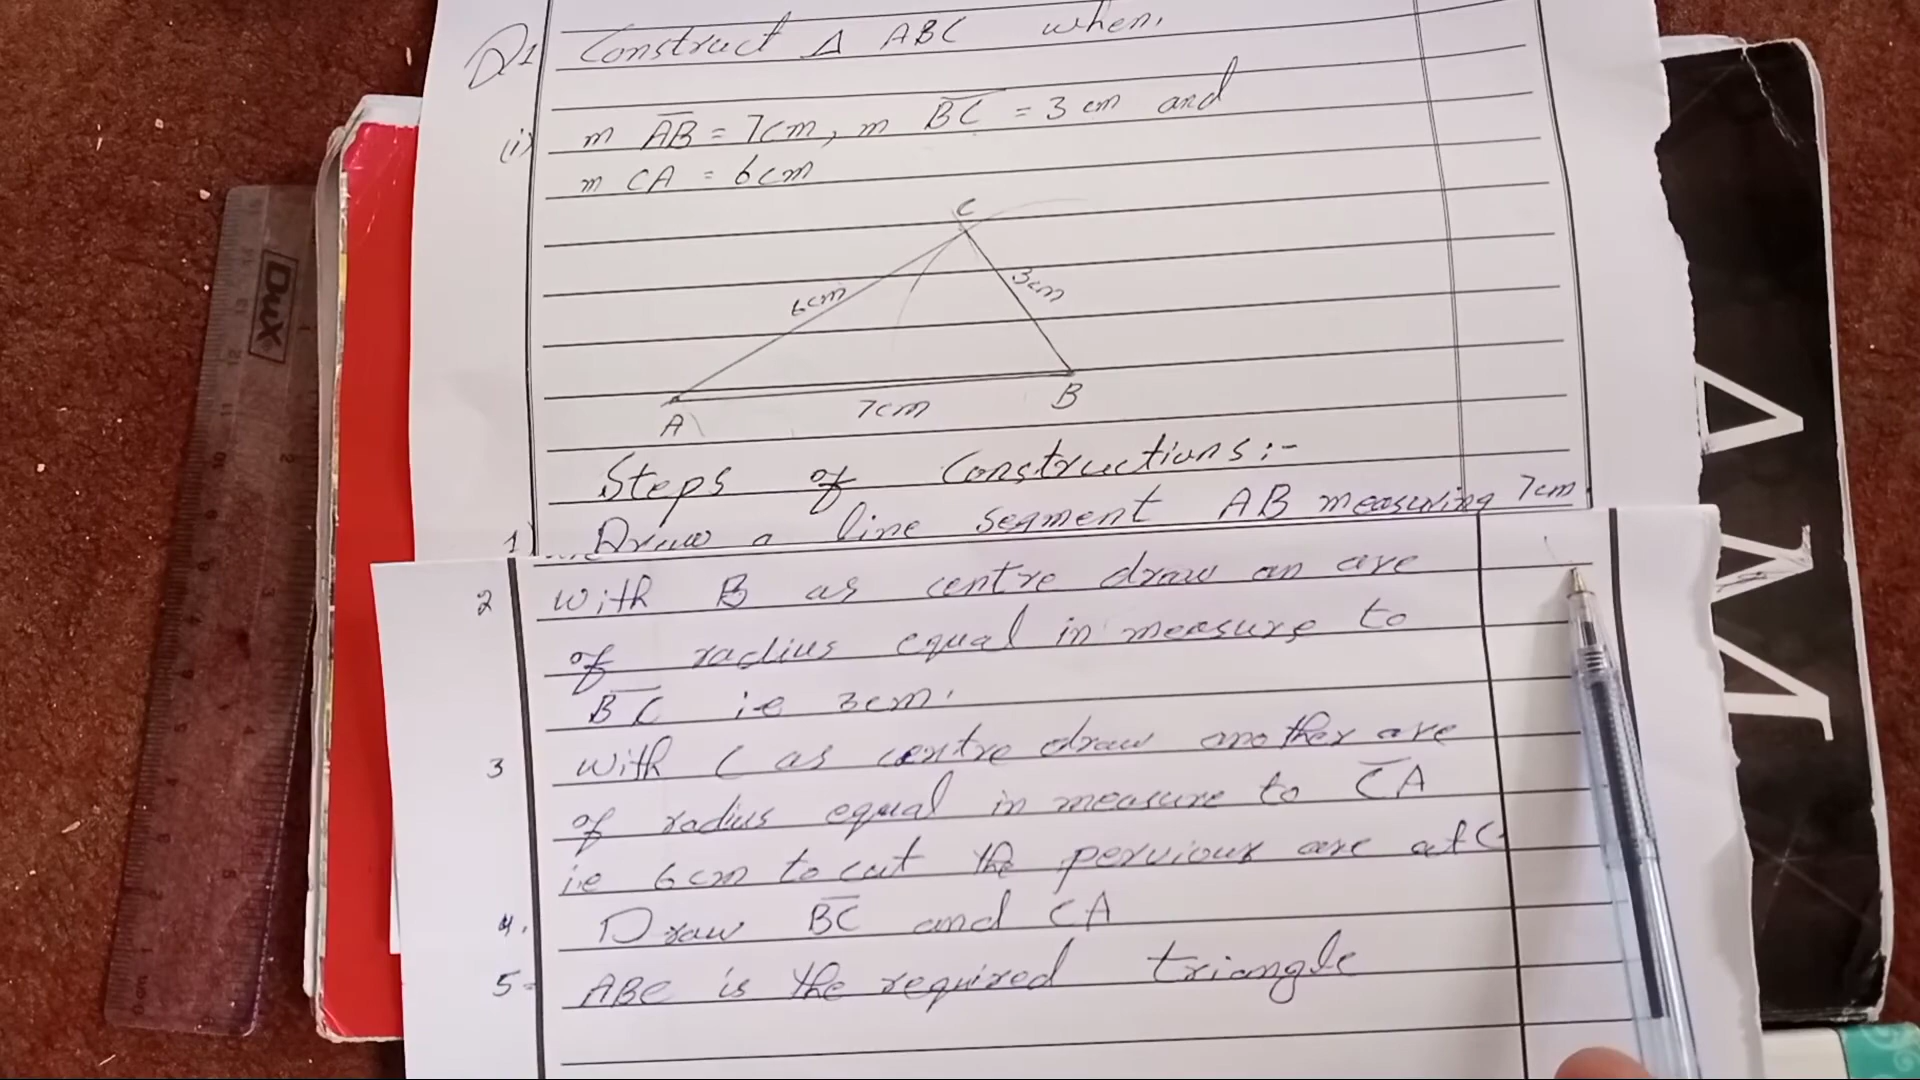 Q1 Construct Δ ABC when,
(i) m AB = 7cm, m BC = 3 cm and
m CA = 6cm
C
6cm
3cm
A
7cm
B
Steps of Constructions:-
1) Draw a line segment AB measuring 7cm
2 with B as centre draw an arc
of radius equal in measure to
BC i.e 3cm.
3 with C as centre draw another arc
of radius equal in measure to CA
i.e 6cm to cut the pervious arc at C
4. Draw BC and CA
5- ABC is the required triangle
Dux